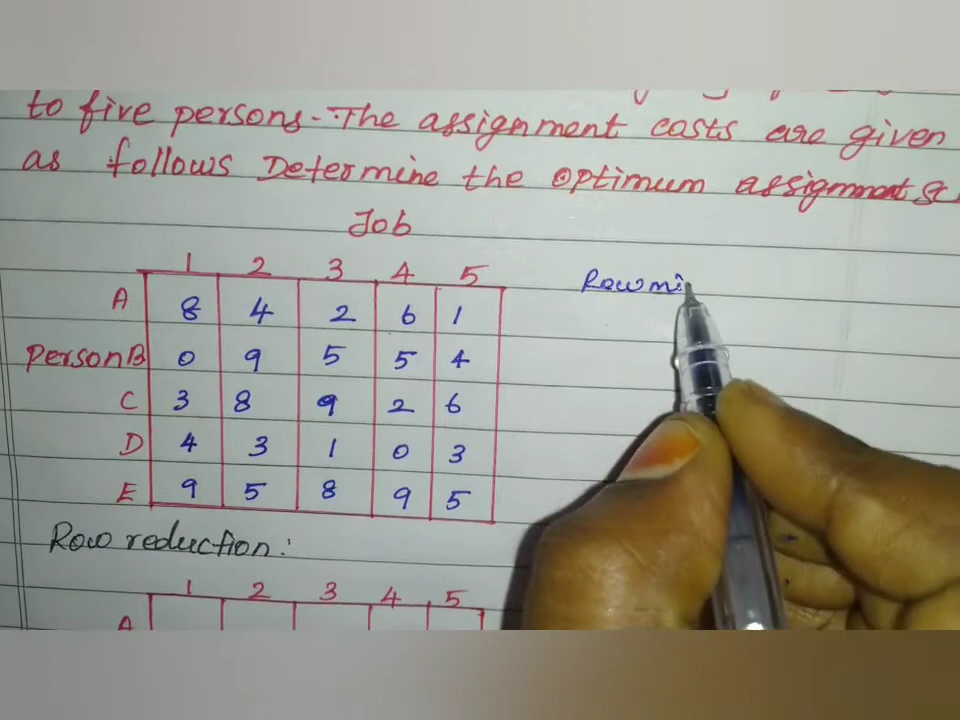 to five persons. The assignment costs are given
as follows Determine the optimum assignment
Job
1 2 3 4 5
A 8 4 2 6 1
Person B 0 9 5 5 4
C 3 8 9 2 6
D 4 3 1 0 3
E 9 5 8 9 5
Row mi
Row reduction:
1 2 3 4 5
A